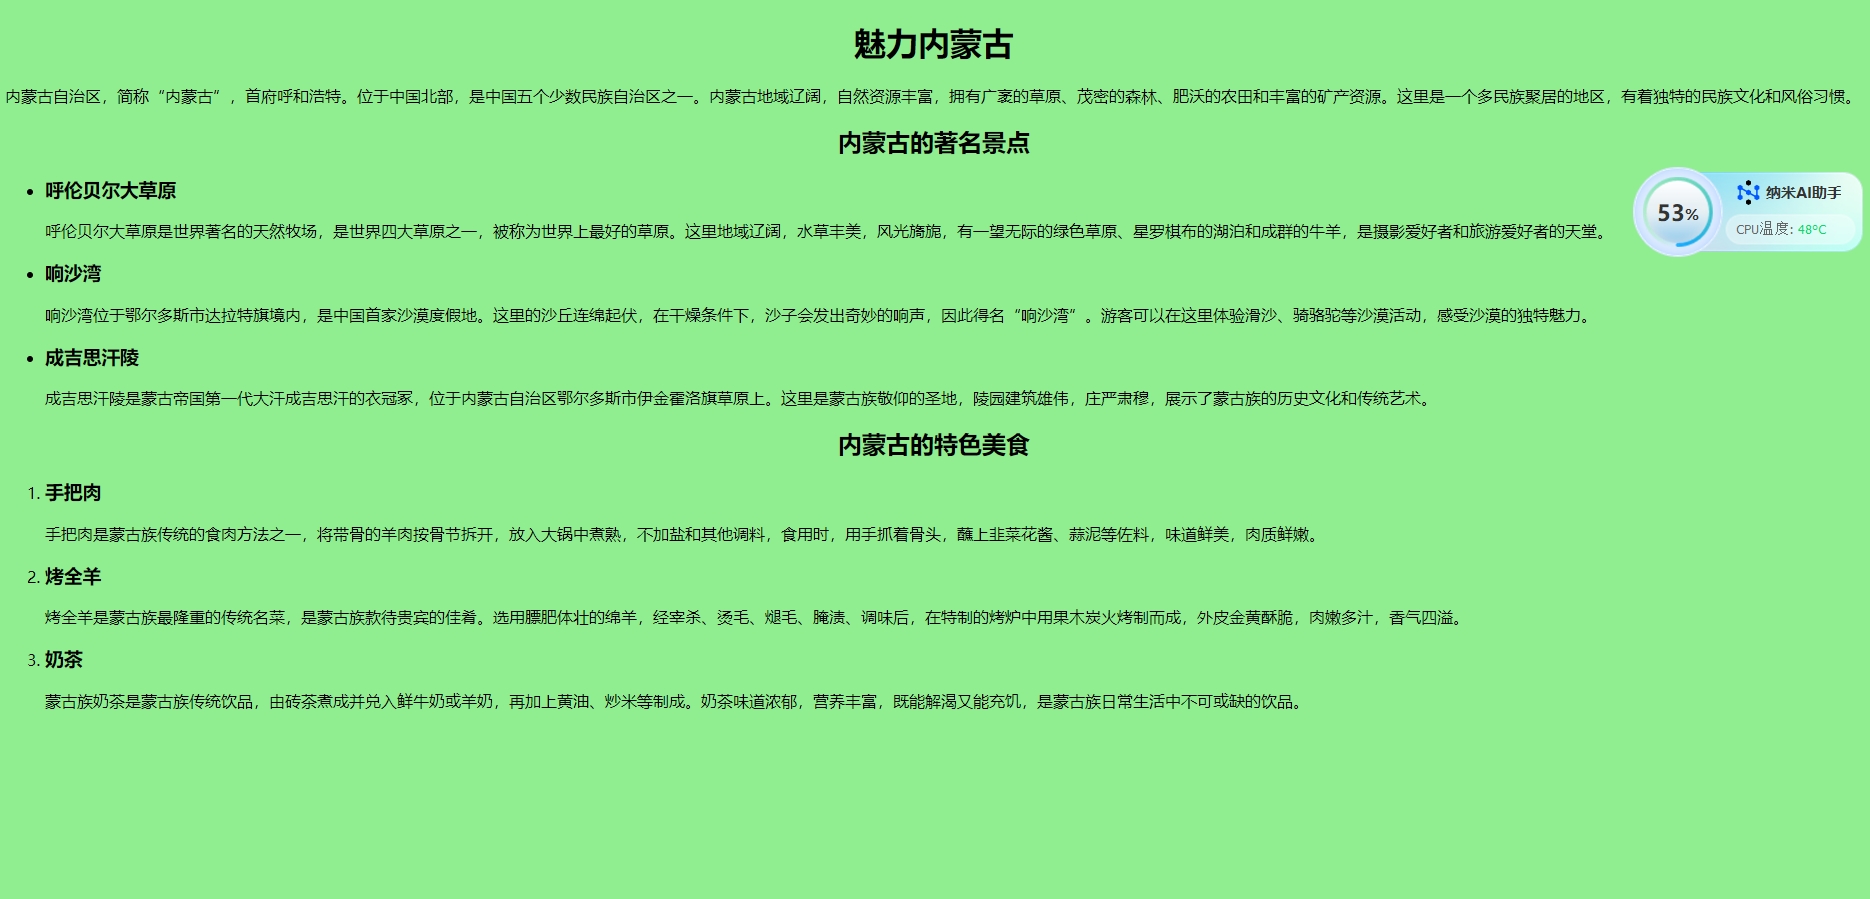 魅力内蒙古
内蒙古自治区，简称“内蒙古”，首府呼和浩特。位于中国北部，是中国五个少数民族自治区之一。内蒙古地域辽阔，自然资源丰富，拥有广袤的草原、茂密的森林、肥沃的农田和丰富的矿产资源。这里是一个多民族聚居的地区，有着独特的民族文化和风俗习惯。
内蒙古的著名景点
• 呼伦贝尔大草原
呼伦贝尔大草原是世界著名的天然牧场，是世界四大草原之一，被称为世界上最好的草原。这里地域辽阔，水草丰美，风光旖旎，有一望无际的绿色草原、星罗棋布的湖泊和成群的牛羊，是摄影爱好者和旅游爱好者的天堂。
53%
纳米AI助手
CPU温度: 48°C
• 响沙湾
响沙湾位于鄂尔多斯市达拉特旗境内，是中国首家沙漠度假地。这里的沙丘连绵起伏，在干燥条件下，沙子会发出奇妙的响声，因此得名“响沙湾”。游客可以在这里体验滑沙、骑骆驼等沙漠活动，感受沙漠的独特魅力。
• 成吉思汗陵
成吉思汗陵是蒙古帝国第一代大汗成吉思汗的衣冠冢，位于内蒙古自治区鄂尔多斯市伊金霍洛旗草原上。这里是蒙古族敬仰的圣地，陵园建筑雄伟，庄严肃穆，展示了蒙古族的历史文化和传统艺术。
内蒙古的特色美食
1. 手把肉
手把肉是蒙古族传统的食肉方法之一，将带骨的羊肉按骨节拆开，放入大锅中煮熟，不加盐和其他调料，食用时，用手抓着骨头，蘸上韭菜花酱、蒜泥等佐料，味道鲜美，肉质鲜嫩。
2. 烤全羊
烤全羊是蒙古族最隆重的传统名菜，是蒙古族款待贵宾的佳肴。选用膘肥体壮的绵羊，经宰杀、烫毛、煺毛、腌渍、调味后，在特制的烤炉中用果木炭火烤制而成，外皮金黄酥脆，肉嫩多汁，香气四溢。
3. 奶茶
蒙古族奶茶是蒙古族传统饮品，由砖茶煮成并兑入鲜牛奶或羊奶，再加上黄油、炒米等制成。奶茶味道浓郁，营养丰富，既能解渴又能充饥，是蒙古族日常生活中不可或缺的饮品。